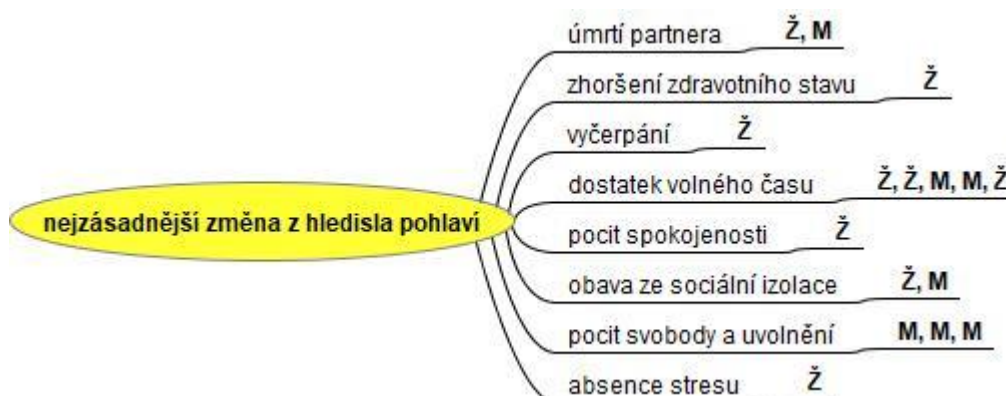 úmrtí partnera Ž, M
zhoršení zdravotního stavu Ž
vyčerpání Ž
dostatek volného času Ž, Ž, M, M, Ž
nejzásadnější změna z hledisla pohlaví
pocit spokojenosti Ž
obava ze sociální izolace Ž, M
pocit svobody a uvolnění M, M, M
absence stresu Ž